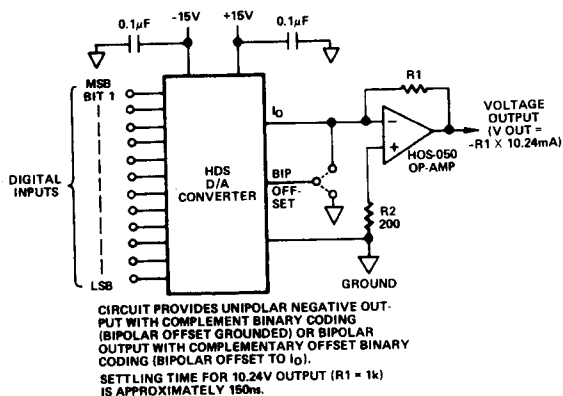 0.1µF
-15V
+15V
0.1µF
MSB
BIT 1
DIGITAL
INPUTS
LSB
HDS
D/A
CONVERTER
IO
BIP
OFF-
SET
R1
HOS-050
OP-AMP
R2
200
GROUND
VOLTAGE
OUTPUT
(V OUT =
-R1 X 10.24mA)
CIRCUIT PROVIDES UNIPOLAR NEGATIVE OUT-
PUT WITH COMPLEMENT BINARY CODING
(BIPOLAR OFFSET GROUNDED) OR BIPOLAR
OUTPUT WITH COMPLEMENTARY OFFSET BINARY
CODING (BIPOLAR OFFSET TO IO).
SETTLING TIME FOR 10.24V OUTPUT (R1 = 1k)
IS APPROXIMATELY 150ns.